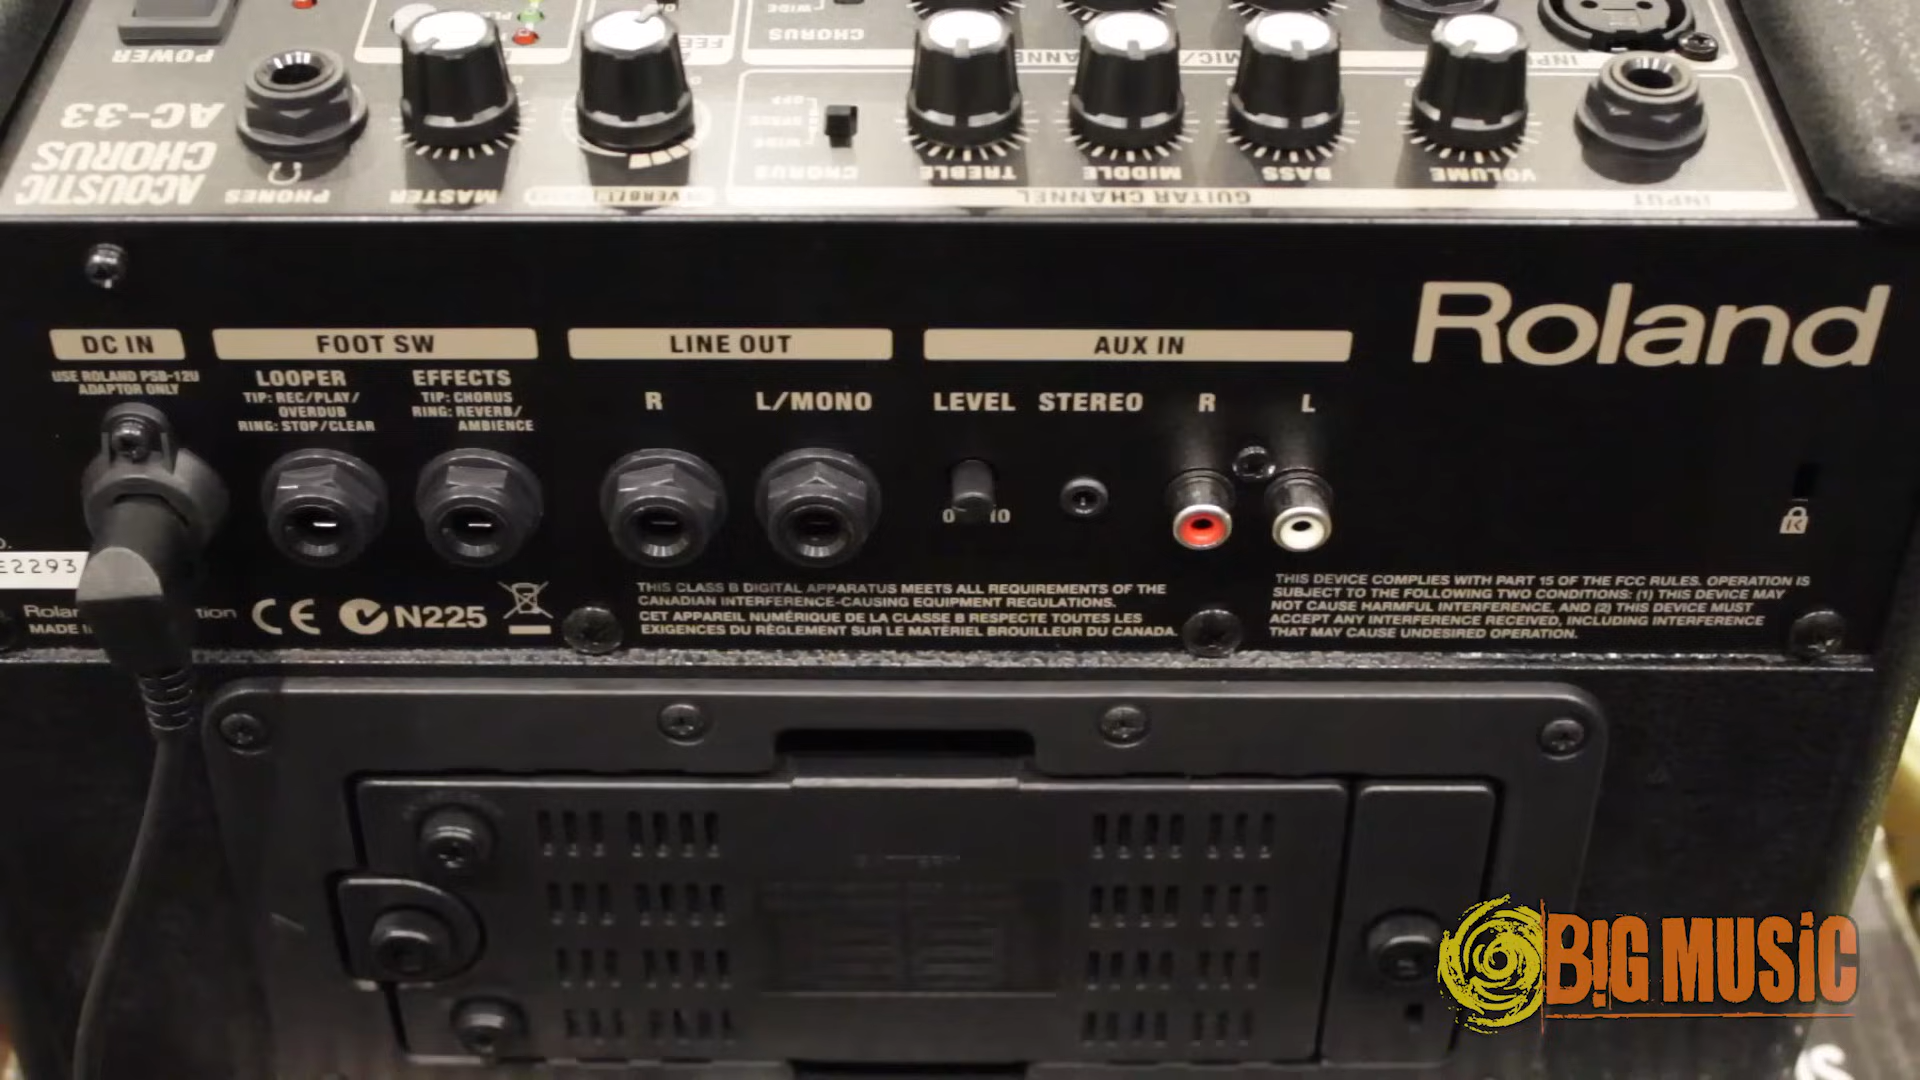 POWER
WIDE
CHORUS
AC-33
ACOUSTIC
CHORUS
PHONES
MASTER
OFF
WIDE
CHORUS
TREBLE
MIDDLE
BASS
VOLUME
GUITAR CHANNEL
INPUT
Roland
DC IN
USE ROLAND PSB-12U
ADAPTOR ONLY
FOOT SW
LOOPER
TIP: REC/PLAY/
OVERDUB
RING: STOP/CLEAR
EFFECTS
TIP: CHORUS
RING: REVERB/
AMBIENCE
LINE OUT
R
L/MONO
AUX IN
LEVEL
STEREO
R
L
0
10
E2293
CE
N225
THIS CLASS B DIGITAL APPARATUS MEETS ALL REQUIREMENTS OF THE
CANADIAN INTERFERENCE-CAUSING EQUIPMENT REGULATIONS.
CET APPAREIL NUMÉRIQUE DE LA CLASSE B RESPECTE TOUTES LES
EXIGENCES DU RÈGLEMENT SUR LE MATÉRIEL BROUILLEUR DU CANADA.
THIS DEVICE COMPLIES WITH PART 15 OF THE FCC RULES. OPERATION IS
SUBJECT TO THE FOLLOWING TWO CONDITIONS: (1) THIS DEVICE MAY
NOT CAUSE HARMFUL INTERFERENCE, AND (2) THIS DEVICE MUST
ACCEPT ANY INTERFERENCE RECEIVED, INCLUDING INTERFERENCE
THAT MAY CAUSE UNDESIRED OPERATION.
K
MADE
B!G MUSiC